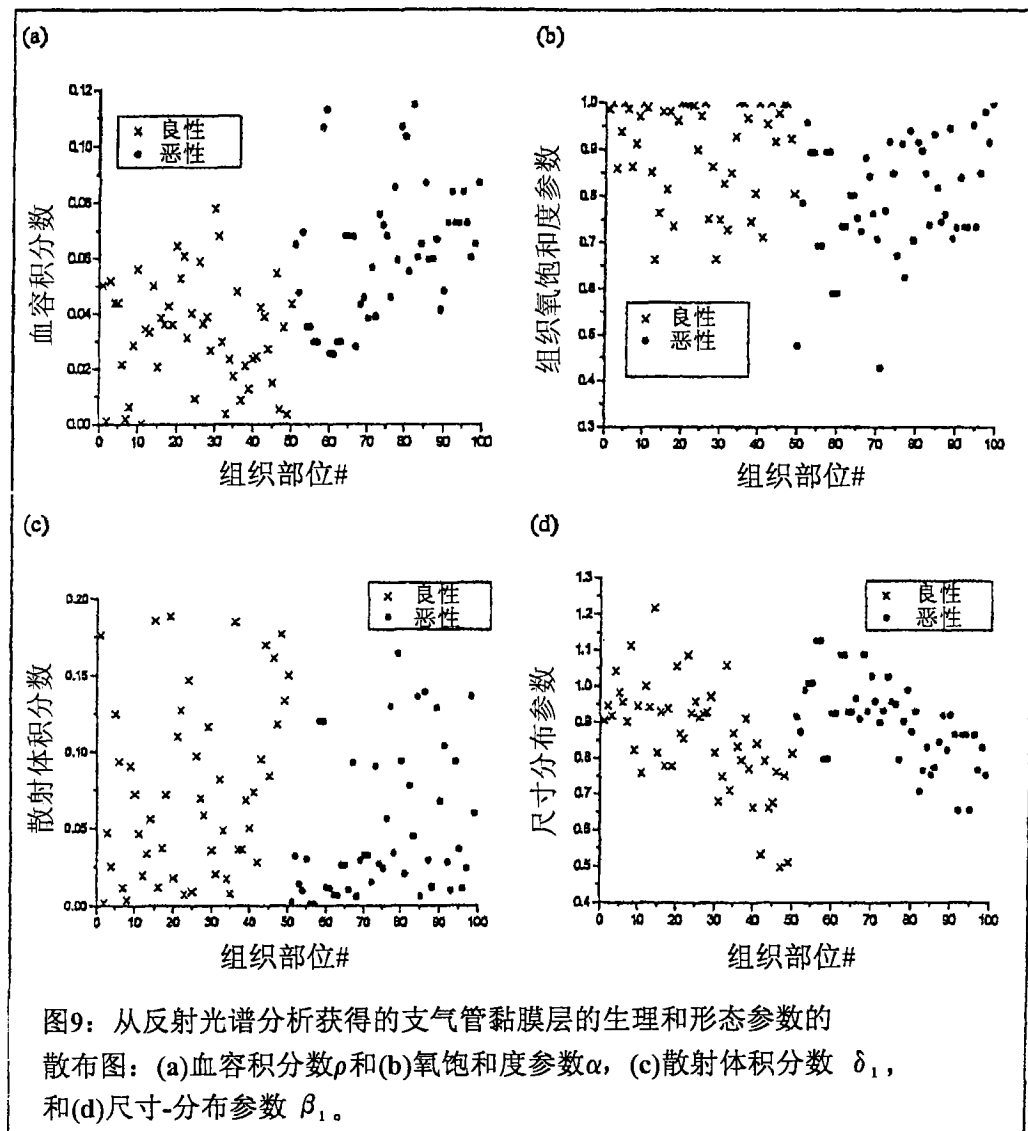 (a)
0.12
0.10
0.08
0.06
0.04
0.02
0.00
血容积分数
× 良性
● 恶性
0 10 20 30 40 50 60 70 80 90 100
组织部位#
(b)
1.0
0.9
0.8
0.7
0.6
0.5
0.4
0.3
组织氧饱和度参数
× 良性
● 恶性
0 10 20 30 40 50 60 70 80 90 100
组织部位#
(c)
0.20
0.15
0.10
0.05
0.00
散射体积分数
× 良性
● 恶性
0 10 20 30 40 50 60 70 80 90 100
组织部位#
(d)
1.3
1.2
1.1
1.0
0.9
0.8
0.7
0.6
0.5
0.4
尺寸分布参数
× 良性
● 恶性
0 10 20 30 40 50 60 70 80 90 100
组织部位#
图9：从反射光谱分析获得的支气管黏膜层的生理和形态参数的
散布图：(a)血容积分数ρ和(b)氧饱和度参数α，(c)散射体积分数 δ₁，
和(d)尺寸-分布参数 β₁。